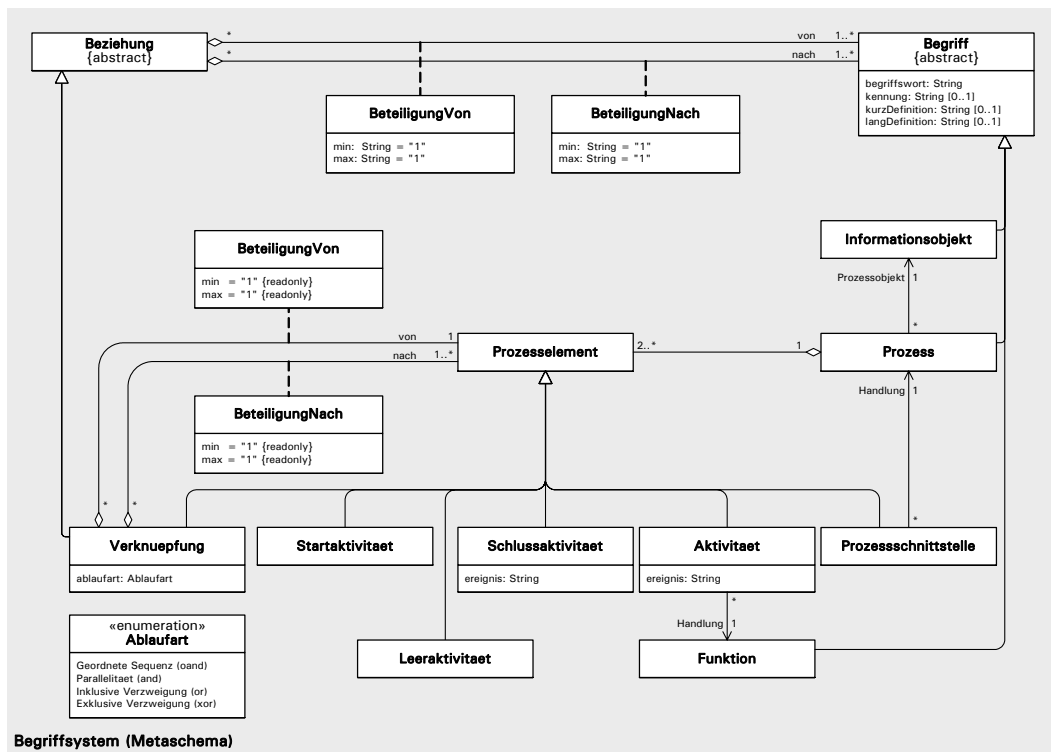 Beziehung
{abstract}
*
von 1..*
*
nach 1..*
Begriff
{abstract}
begriffswort: String
kennung: String [0..1]
kurzDefinition: String [0..1]
langDefinition: String [0..1]
BeteiligungVon
min: String = "1"
max: String = "1"
BeteiligungNach
min: String = "1"
max: String = "1"
Informationsobjekt
Prozessobjekt 1
*
BeteiligungVon
min = "1" {readonly}
max = "1" {readonly}
von 1
nach 1..*
Prozesselement
2..* 1
Prozess
Handlung 1
*
BeteiligungNach
min = "1" {readonly}
max = "1" {readonly}
* *
Verknuepfung
ablaufart: Ablaufart
Startaktivitaet
Schlussaktivitaet
ereignis: String
Aktivitaet
ereignis: String
Prozessschnittstelle
*
Handlung 1
«enumeration»
Ablaufart
Geordnete Sequenz (oand)
Parallelitaet (and)
Inklusive Verzweigung (or)
Exklusive Verzweigung (xor)
Leeraktivitaet
Funktion
Begriffsystem (Metaschema)